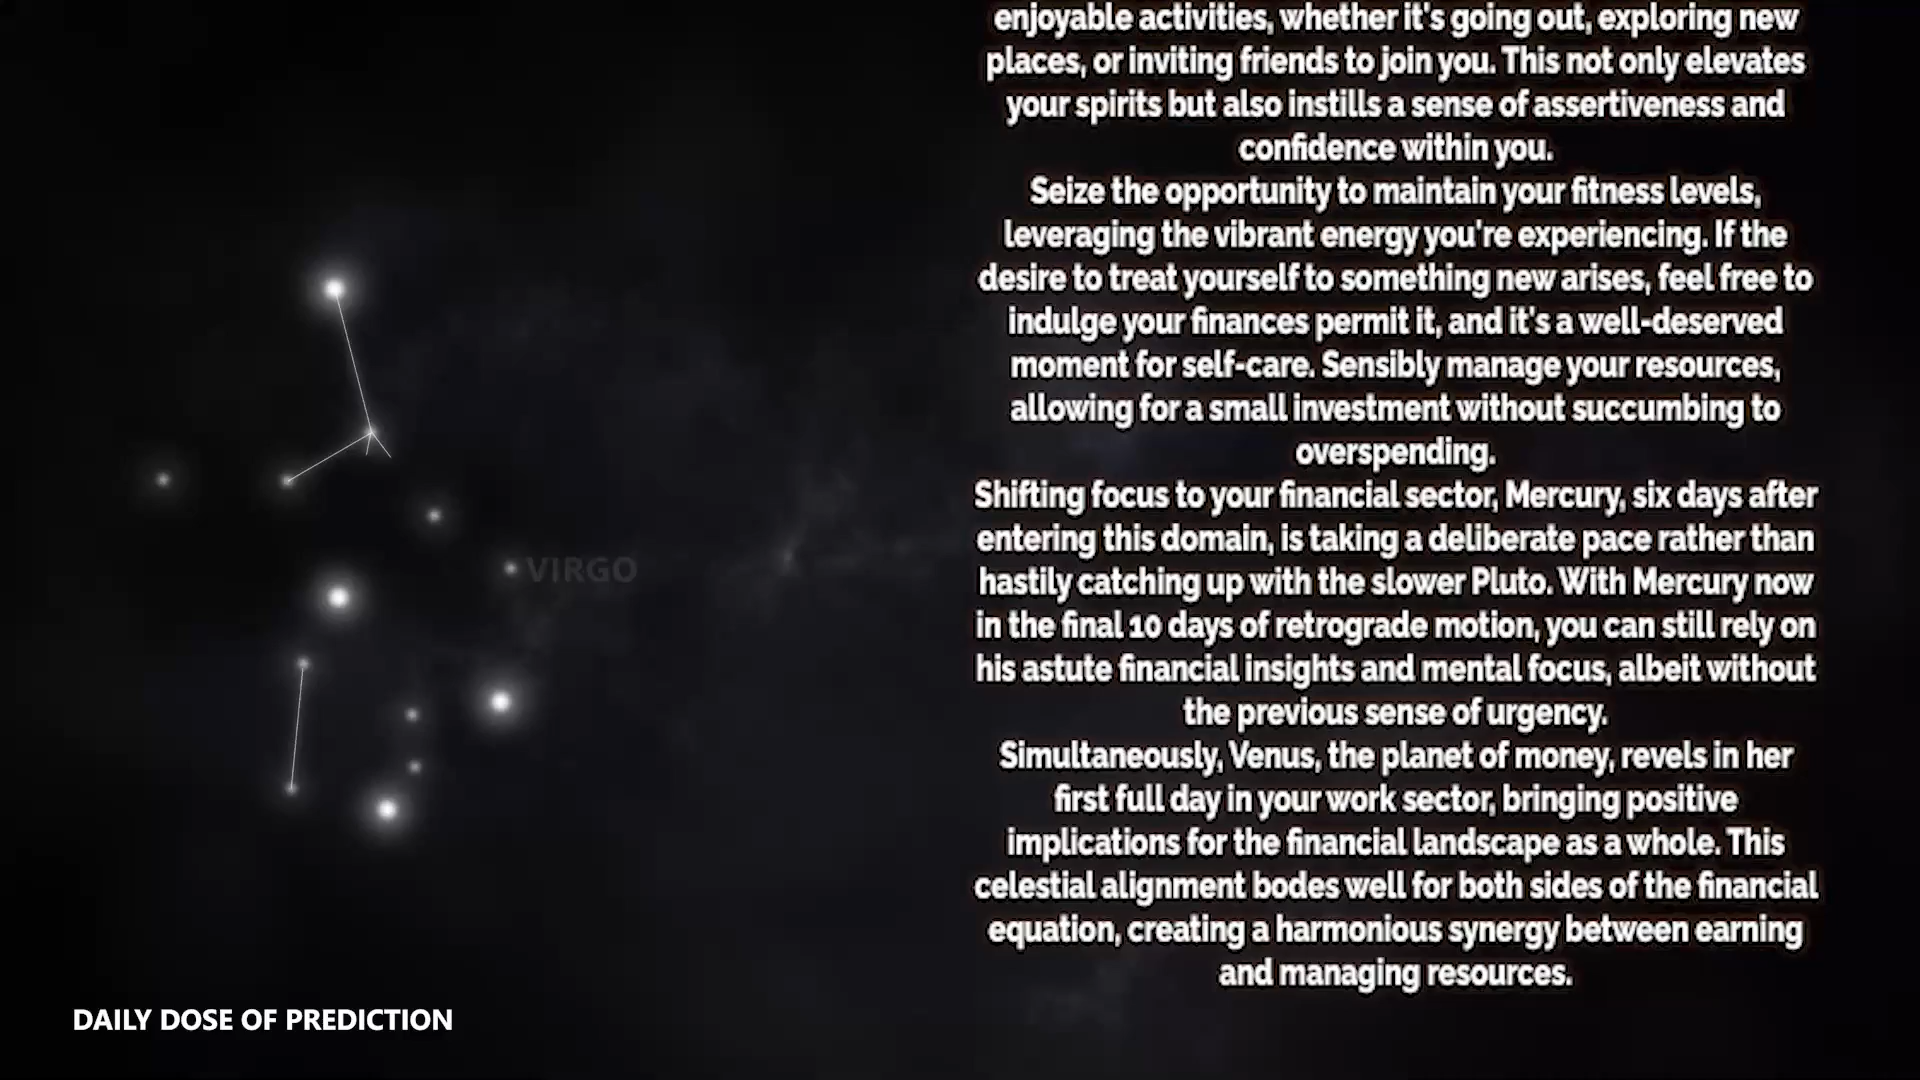 enjoyable activities, whether it's going out, exploring new
places, or inviting friends to join you. This not only elevates
your spirits but also instills a sense of assertiveness and
confidence within you.
Seize the opportunity to maintain your fitness levels,
leveraging the vibrant energy you're experiencing. If the
desire to treat yourself to something new arises, feel free to
indulge your finances permit it, and it's a well-deserved
moment for self-care. Sensibly manage your resources,
allowing for a small investment without succumbing to
overspending.
Shifting focus to your financial sector, Mercury, six days after
entering this domain, is taking a deliberate pace rather than
hastily catching up with the slower Pluto. With Mercury now
in the final 10 days of retrograde motion, you can still rely on
his astute financial insights and mental focus, albeit without
the previous sense of urgency.
Simultaneously, Venus, the planet of money, revels in her
first full day in your work sector, bringing positive
implications for the financial landscape as a whole. This
celestial alignment bodes well for both sides of the financial
equation, creating a harmonious synergy between earning
and managing resources.
VIRGO
DAILY DOSE OF PREDICTION